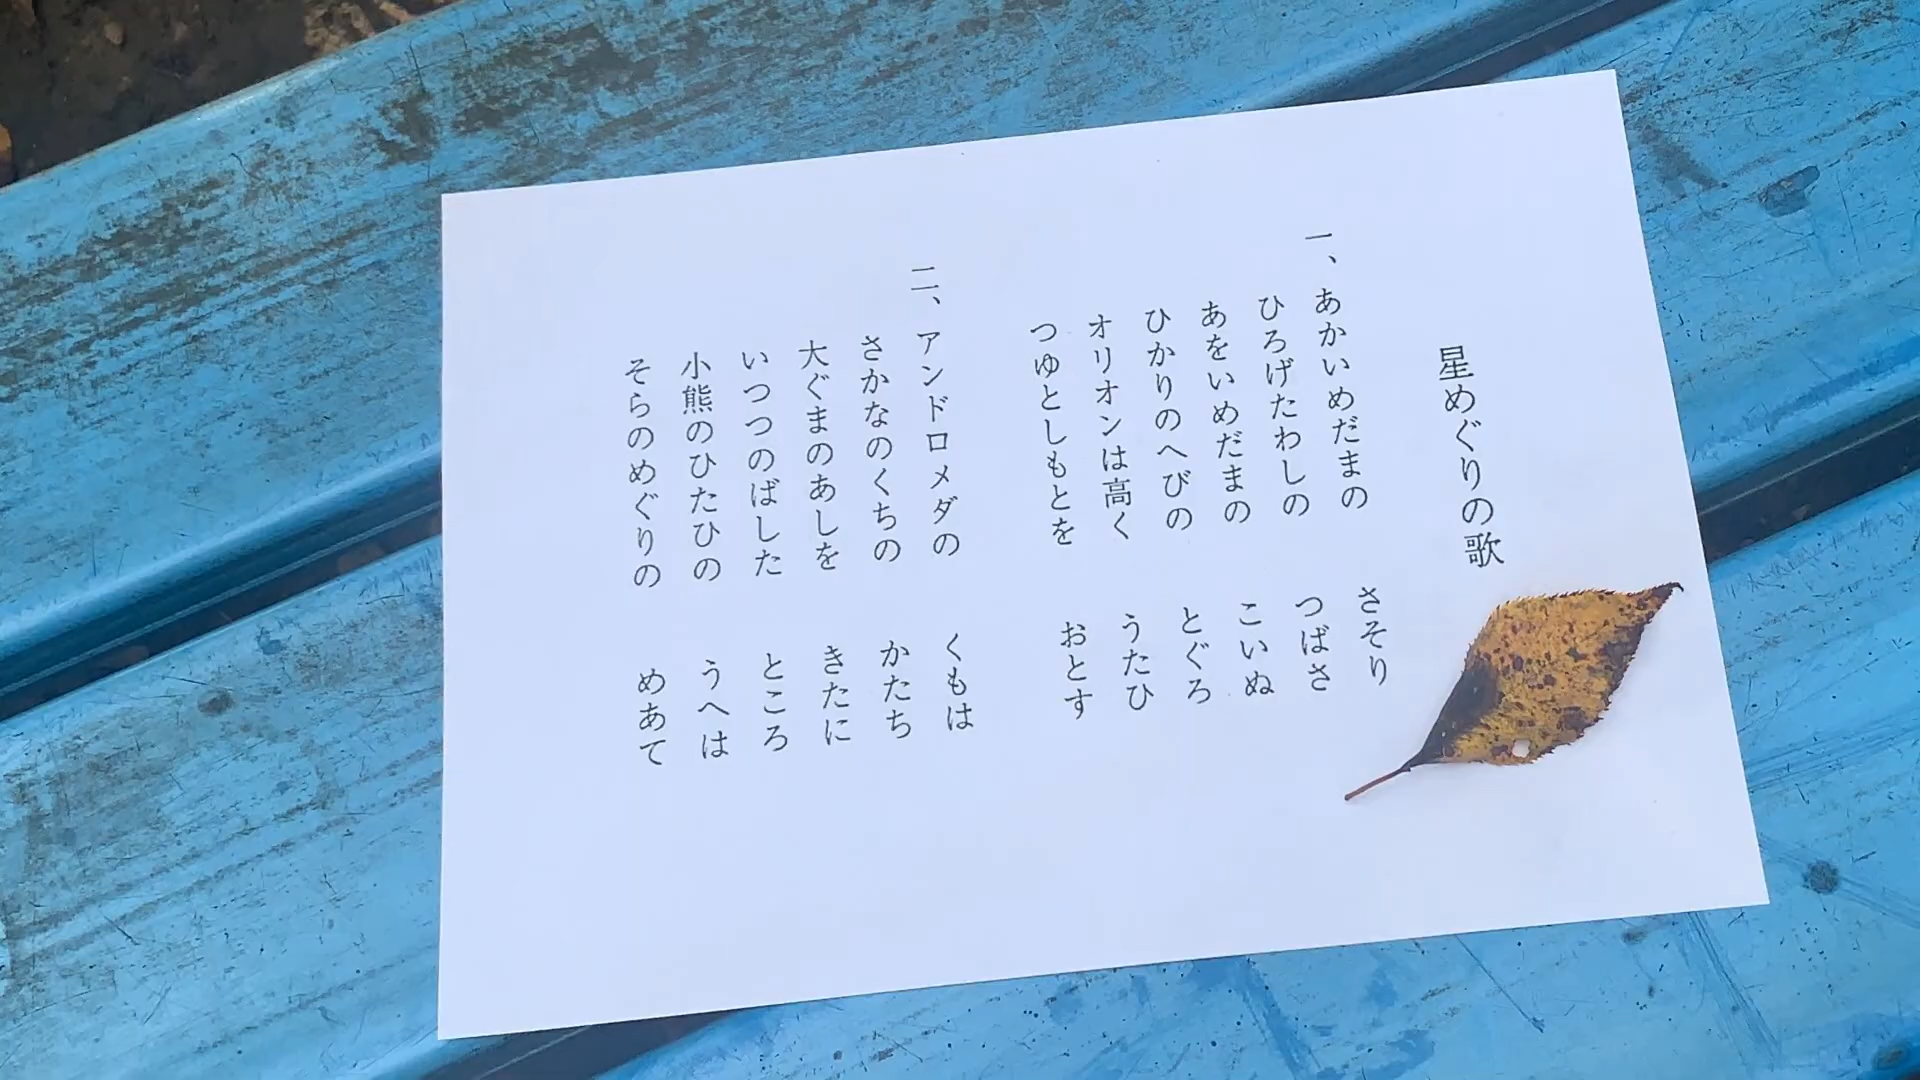 星めぐりの歌
一、あかいめだまの さそり
ひろげたわしの つばさ
あをいめだまの こいぬ
ひかりのへびの とぐろ
オリオンは高く うたひ
つゆとしもとを おとす
二、アンドロメダの くもは
さかなのくちの かたち
大ぐまのあしを きたに
いつつのばした ところ
小熊のひたひの うへは
そらのめぐりの めあて